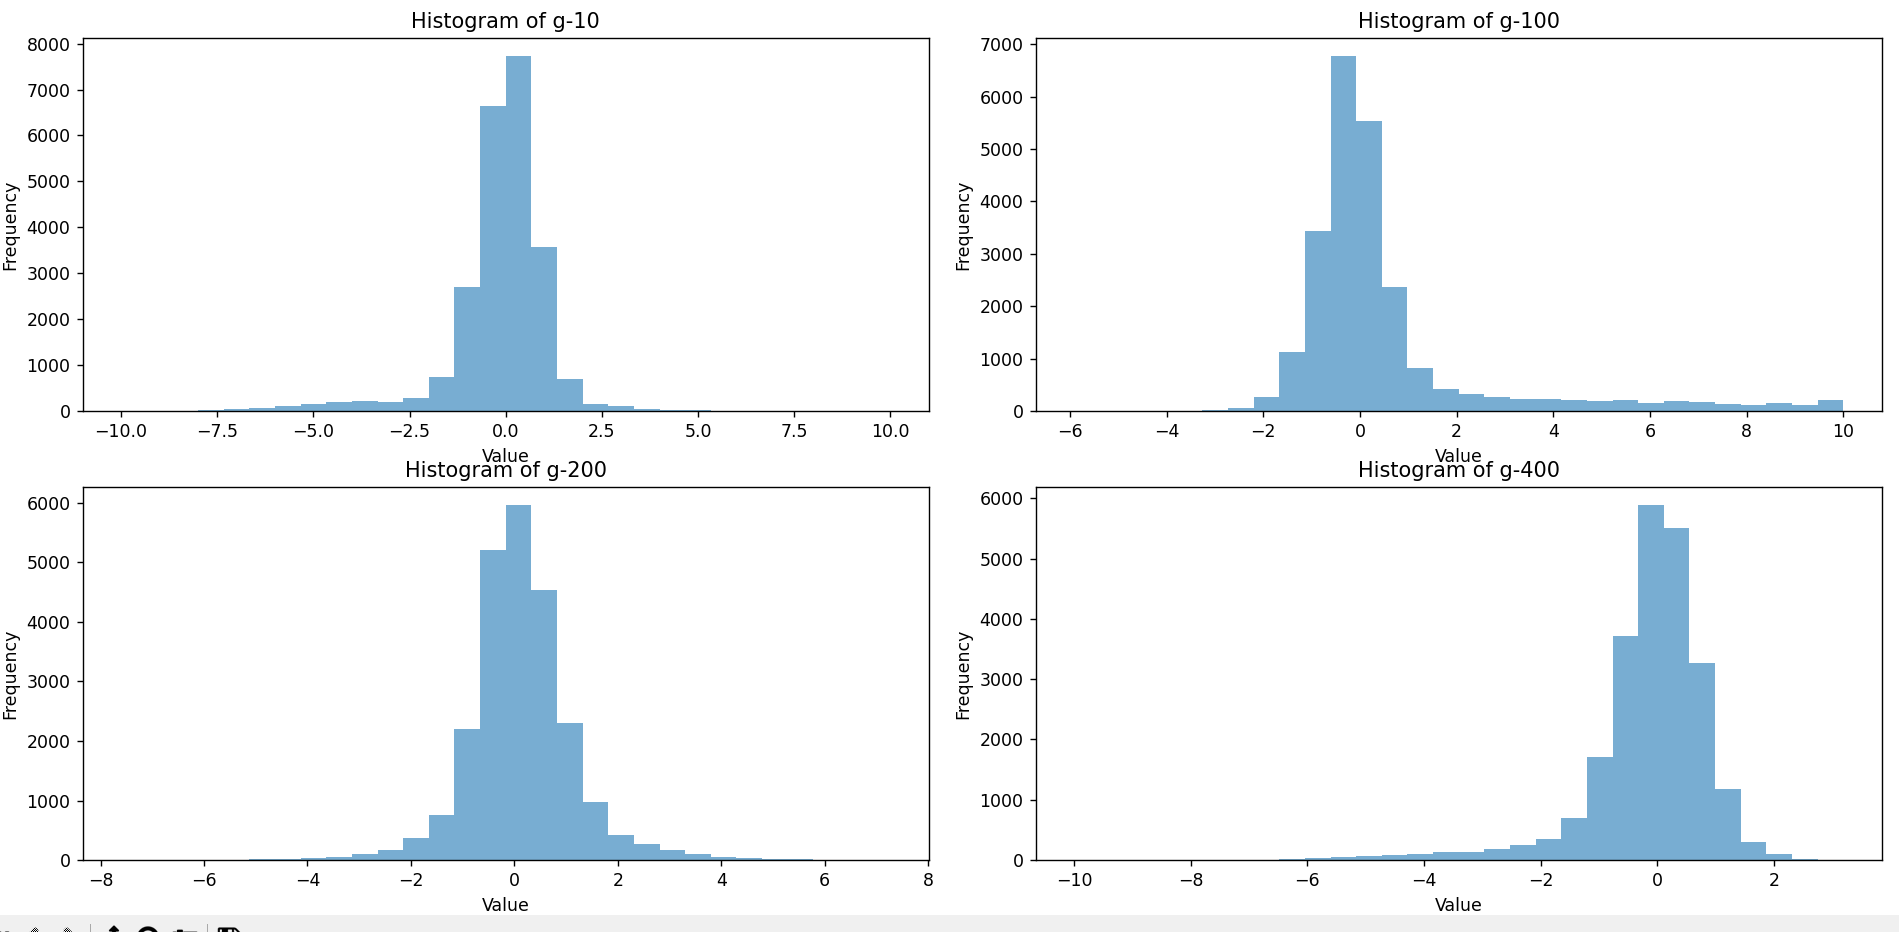 Histogram of g-10
8000
7000
6000
5000
4000
3000
2000
1000
0
Frequency
−10.0 −7.5 −5.0 −2.5 0.0 2.5 5.0 7.5 10.0
Value
Histogram of g-100
7000
6000
5000
4000
3000
2000
1000
0
Frequency
−6 −4 −2 0 2 4 6 8 10
Value
Histogram of g-200
6000
5000
4000
3000
2000
1000
0
Frequency
−8 −6 −4 −2 0 2 4 6 8
Value
Histogram of g-400
6000
5000
4000
3000
2000
1000
0
Frequency
−10 −8 −6 −4 −2 0 2
Value